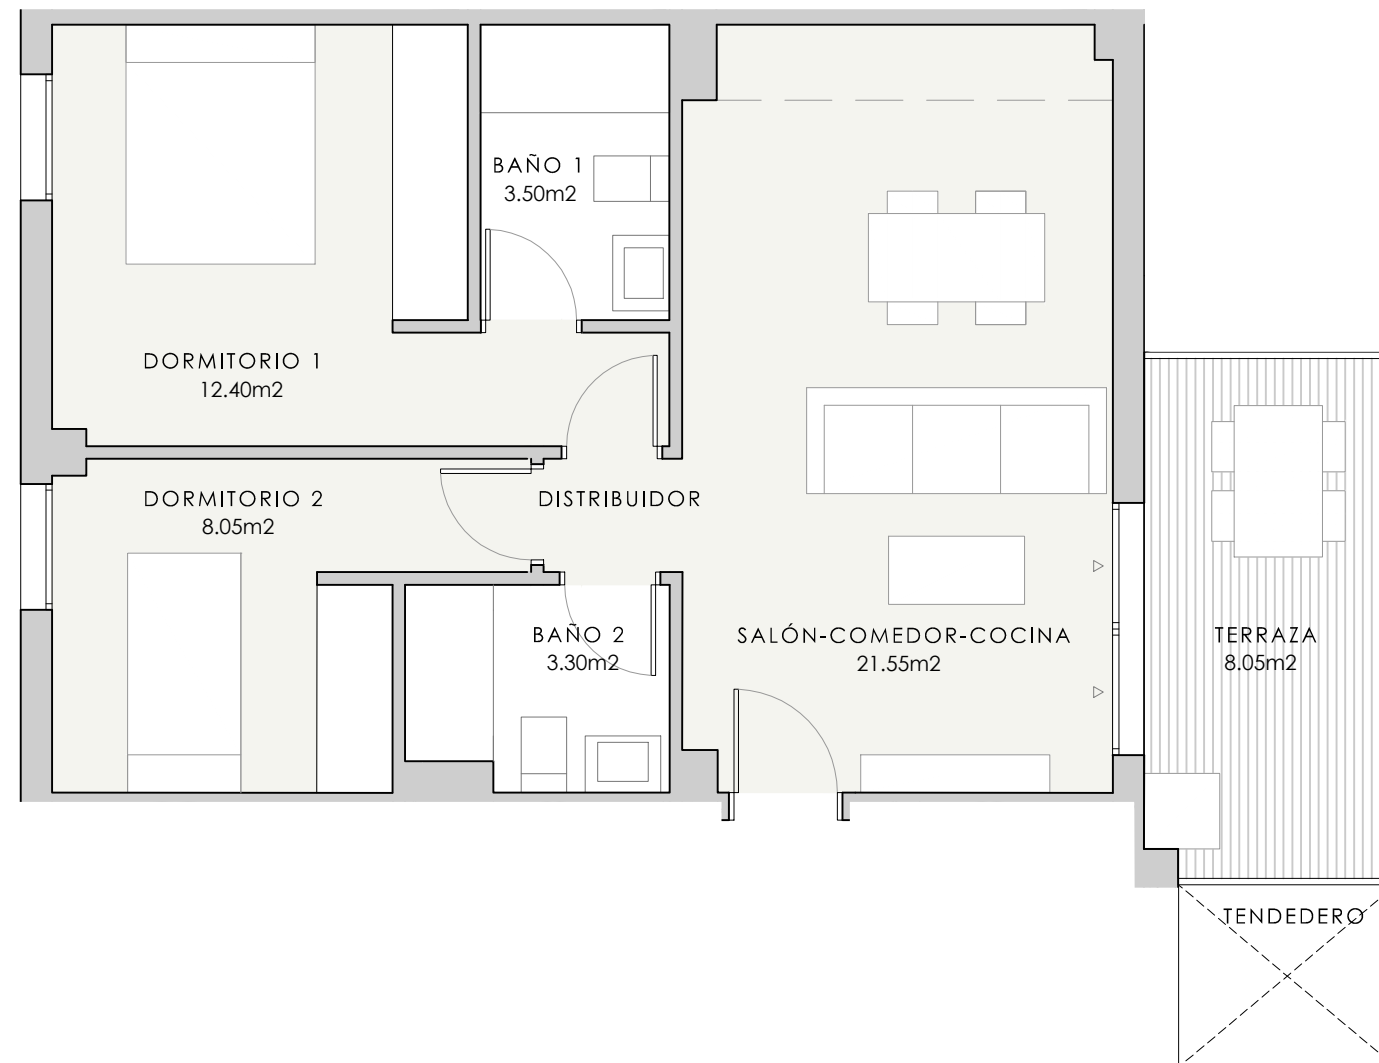 BAÑO 1
3.50m2
DORMITORIO 1
12.40m2
DORMITORIO 2
8.05m2
DISTRIBUIDOR
BAÑO 2
3.30m2
SALÓN-COMEDOR-COCINA
21.55m2
TERRAZA
8.05m2
TENDEDERO